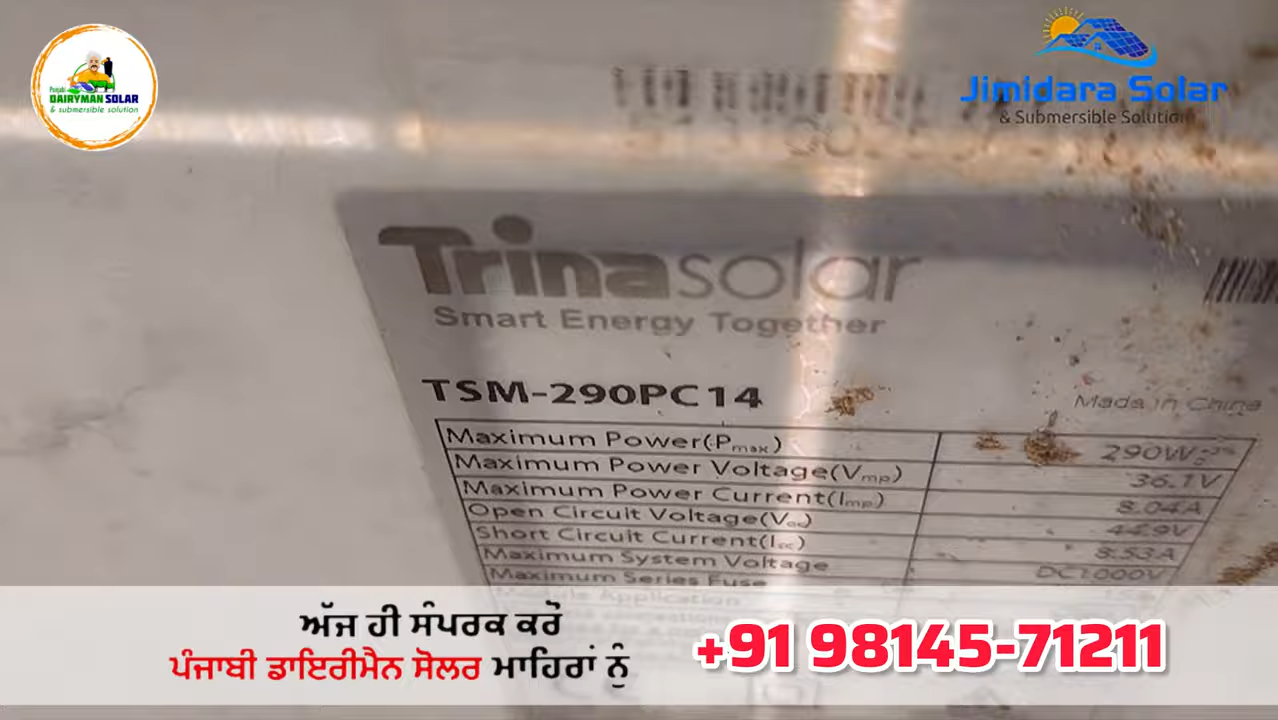 Punjabi
DAIRYMAN SOLAR
& submersible solution
Jimidara Solar
& Submersible Solution
Trinasolar
Smart Energy Together
TSM-290PC14
Made in China
Maximum Power(Pmax) 290W
Maximum Power Voltage(Vmp) 36.1V
Maximum Power Current(Imp) 8.04A
Open Circuit Voltage(Voc) 44.9V
Short Circuit Current(Isc) 8.53A
Maximum System Voltage DC1000V
Maximum Series Fuse
Module Application
ਅੱਜ ਹੀ ਸੰਪਰਕ ਕਰੋ
ਪੰਜਾਬੀ ਡਾਇਰੀਮੈਨ ਸੋਲਰ ਮਾਹਿਰਾਂ ਨੂੰ
+91 98145-71211